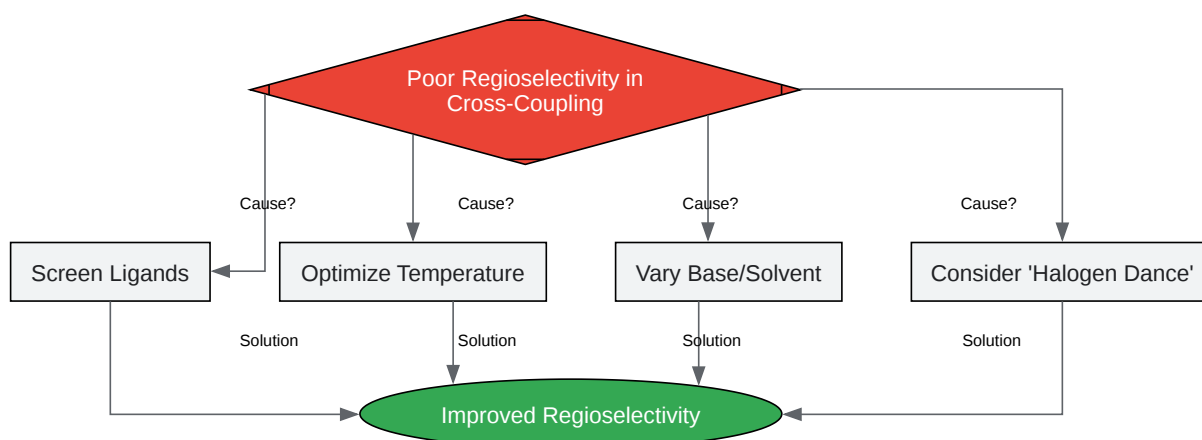 Poor Regioselectivity in
Cross-Coupling
Cause?
Cause?
Cause?
Cause?
Screen Ligands
Optimize Temperature
Vary Base/Solvent
Consider 'Halogen Dance'
Solution
Solution
Solution
Solution
Improved Regioselectivity